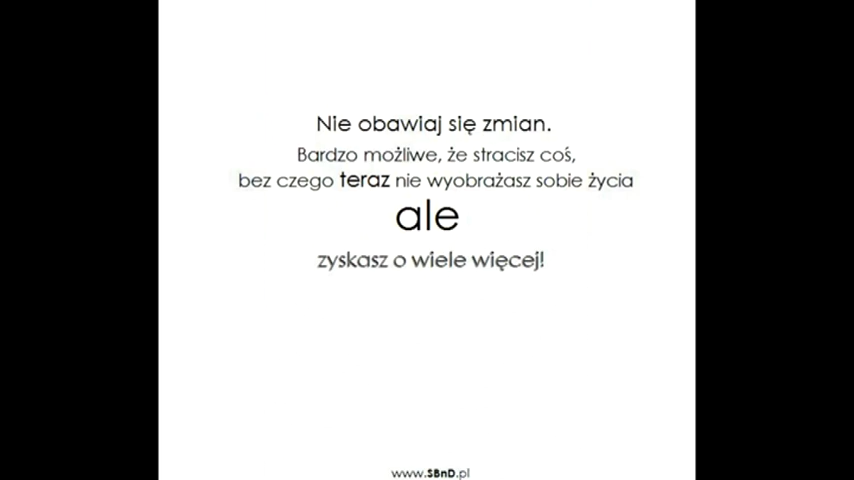 Nie obawiaj się zmian.
Bardzo możliwe, że stracisz coś,
bez czego teraz nie wyobrażasz sobie życia
ale
zyskasz o wiele więcej!
www.SBnD.pl